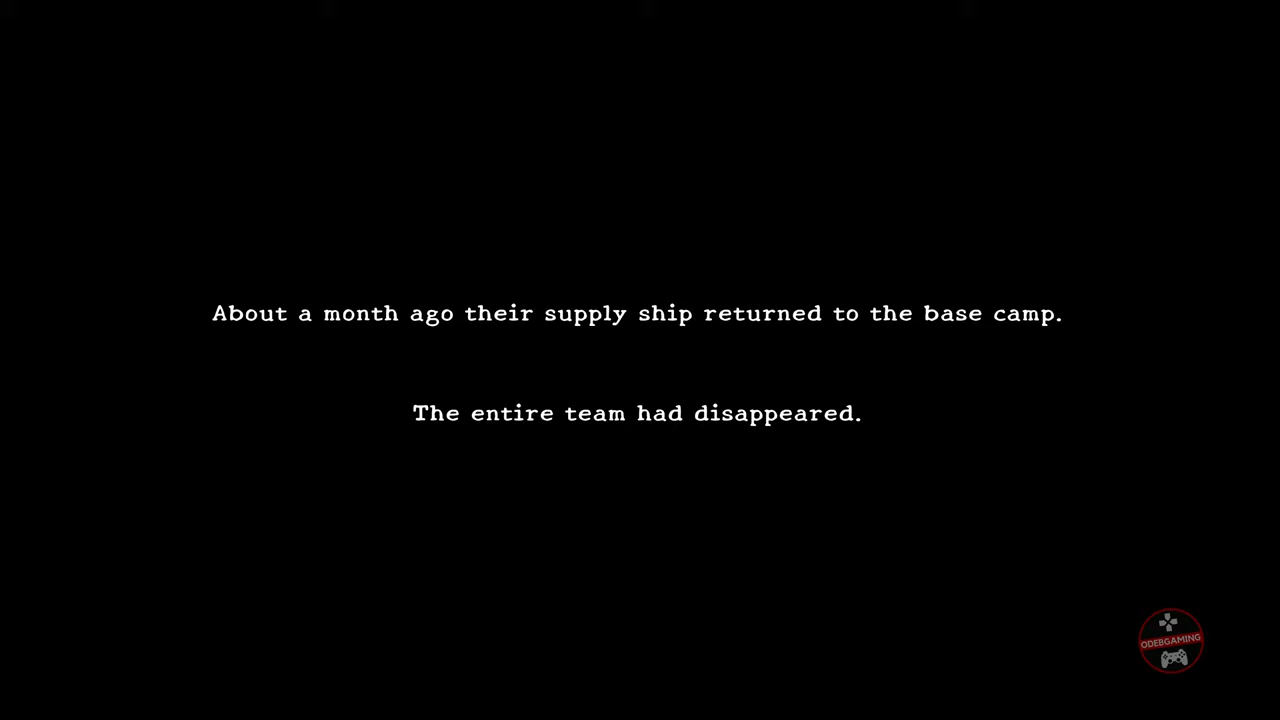 About a month ago their supply ship returned to the base camp.
The entire team had disappeared.
ODEBGAMING